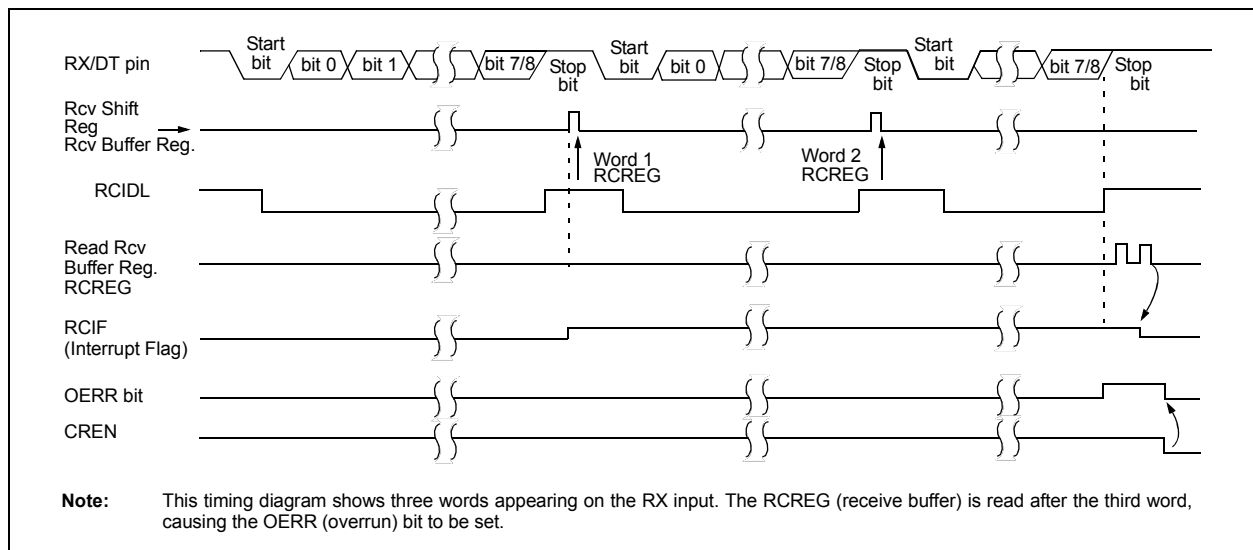 RX/DT pin
Start bit
bit 0
bit 1
bit 7/8
Stop bit
Start bit
bit 0
bit 7/8
Stop bit
Start bit
bit 7/8
Stop bit
Rcv Shift
Reg
Rcv Buffer Reg.
Word 1
RCREG
Word 2
RCREG
RCIDL
Read Rcv
Buffer Reg.
RCREG
RCIF
(Interrupt Flag)
OERR bit
CREN
Note: This timing diagram shows three words appearing on the RX input. The RCREG (receive buffer) is read after the third word,
causing the OERR (overrun) bit to be set.